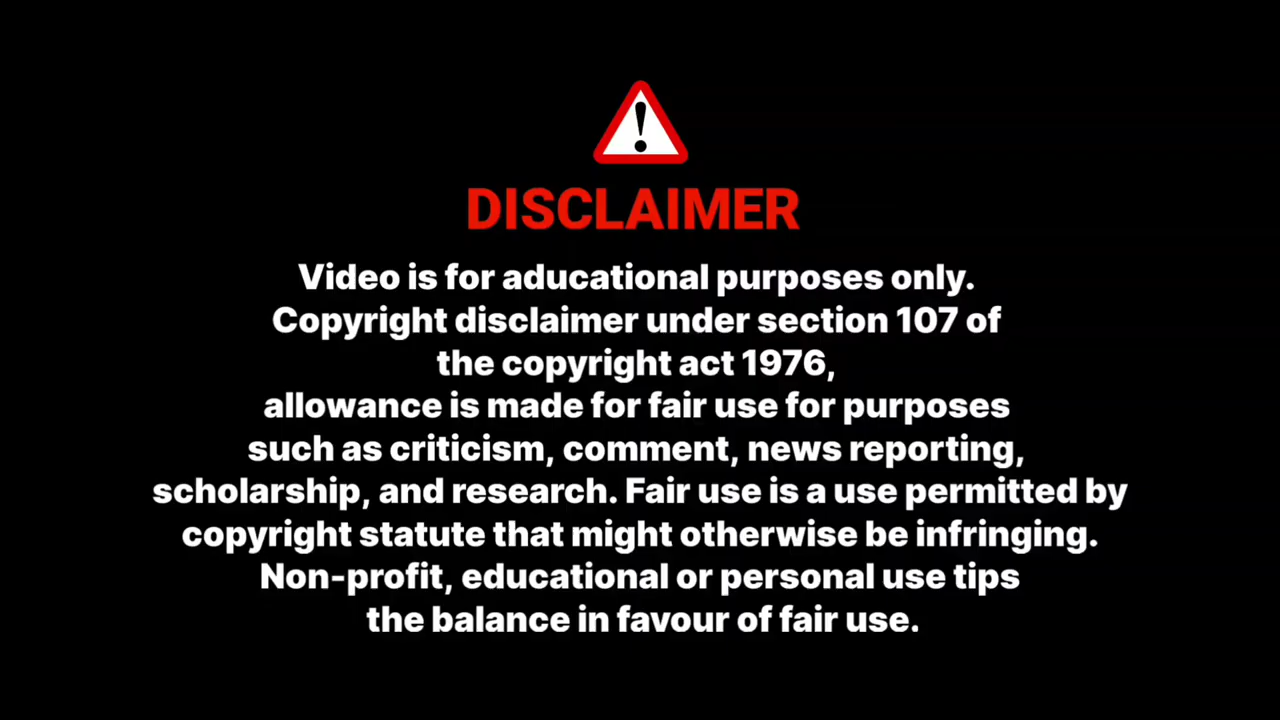 DISCLAIMER
Video is for aducational purposes only.
Copyright disclaimer under section 107 of
the copyright act 1976,
allowance is made for fair use for purposes
such as criticism, comment, news reporting,
scholarship, and research. Fair use is a use permitted by
copyright statute that might otherwise be infringing.
Non-profit, educational or personal use tips
the balance in favour of fair use.